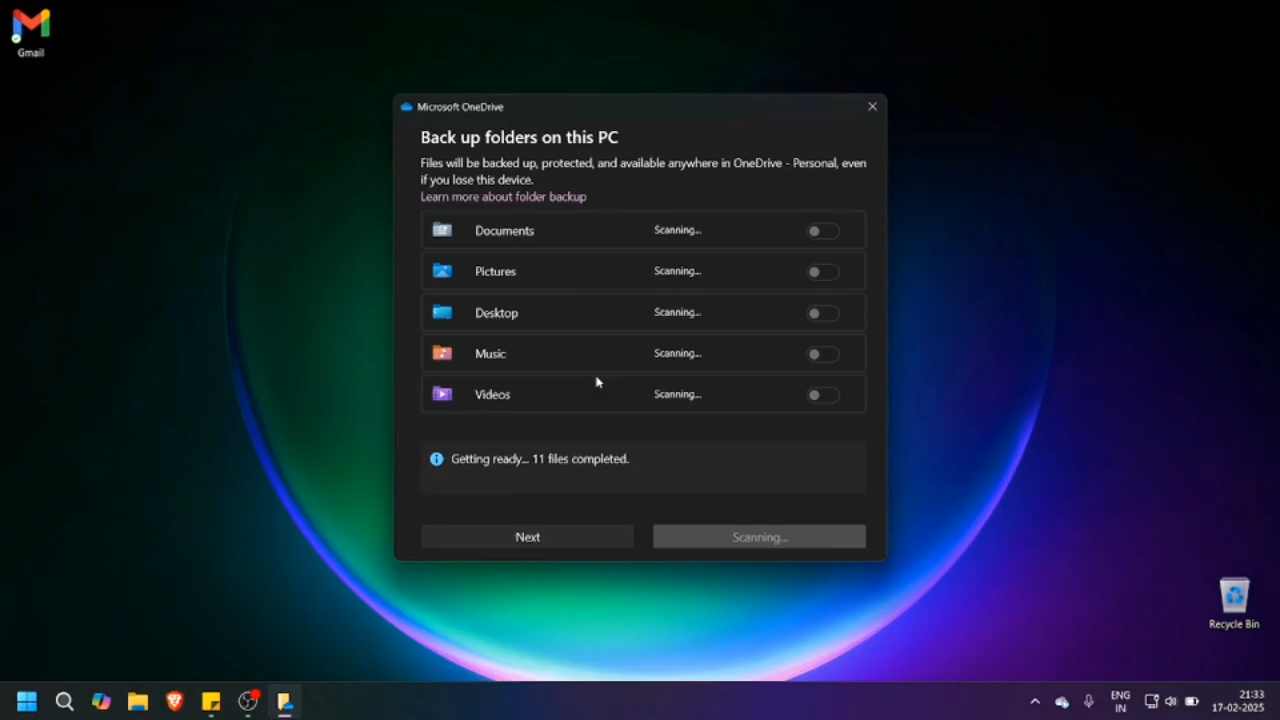 Gmail
Microsoft OneDrive
Back up folders on this PC
Files will be backed up, protected, and available anywhere in OneDrive - Personal, even
if you lose this device.
Learn more about folder backup
Documents Scanning...
Pictures Scanning...
Desktop Scanning...
Music Scanning...
Videos Scanning...
Getting ready... 11 files completed.
Next Scanning...
Recycle Bin
ENG
IN
21:33
17-02-2025